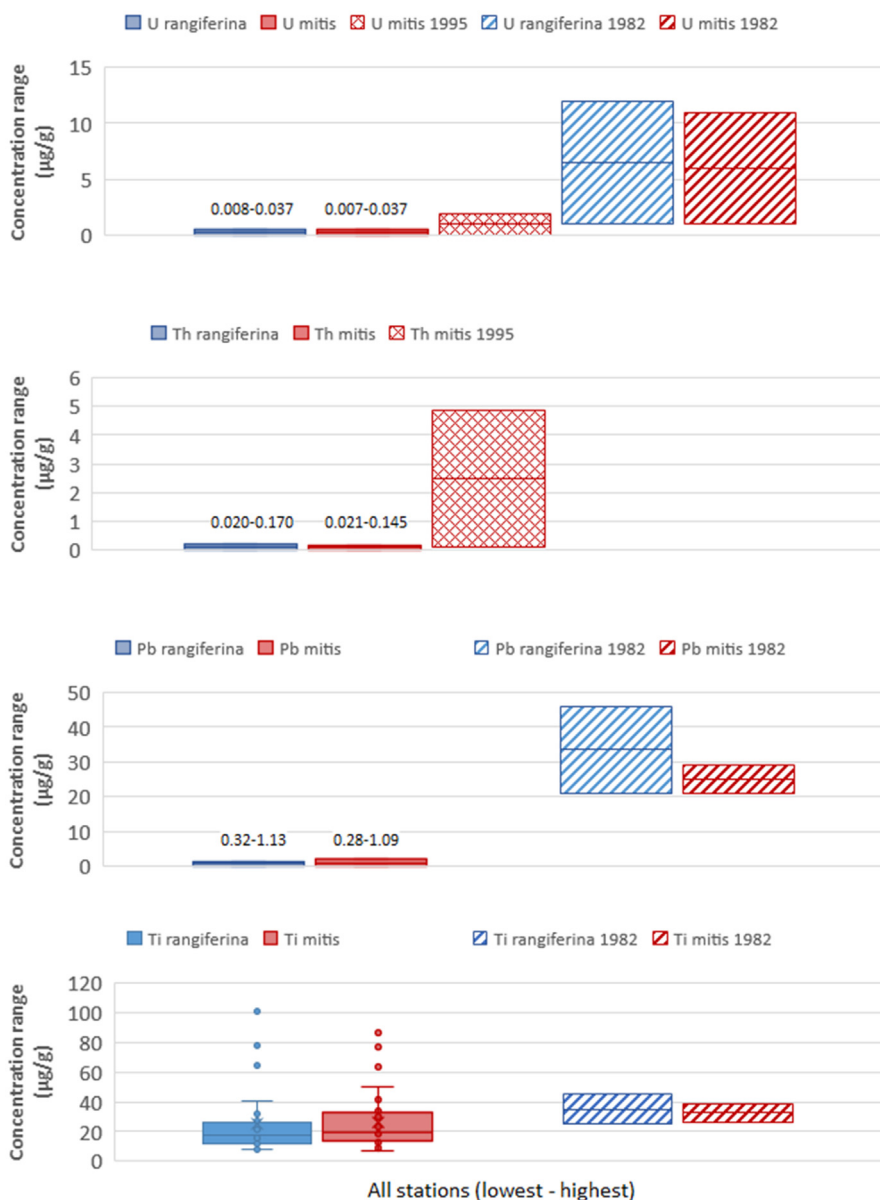 U rangiferina U mitis U mitis 1995 U rangiferina 1982 U mitis 1982
Concentration range
(µg/g)
15
10
5
0
0.008-0.037 0.007-0.037
Th rangiferina Th mitis Th mitis 1995
Concentration range
(µg/g)
6
5
4
3
2
1
0
0.020-0.170 0.021-0.145
Pb rangiferina Pb mitis Pb rangiferina 1982 Pb mitis 1982
Concentration range
(µg/g)
50
40
30
20
10
0
0.32-1.13 0.28-1.09
Ti rangiferina Ti mitis Ti rangiferina 1982 Ti mitis 1982
Concentration range
(µg/g)
120
100
80
60
40
20
0
All stations (lowest - highest)